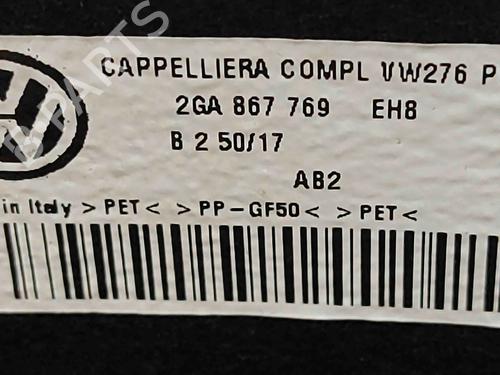 CAPPELLIERA COMPL VW276 P
2GA 867 769 EH8
B 2 50/17
AB2
in Italy >PET< >PP-GF50< >PET<